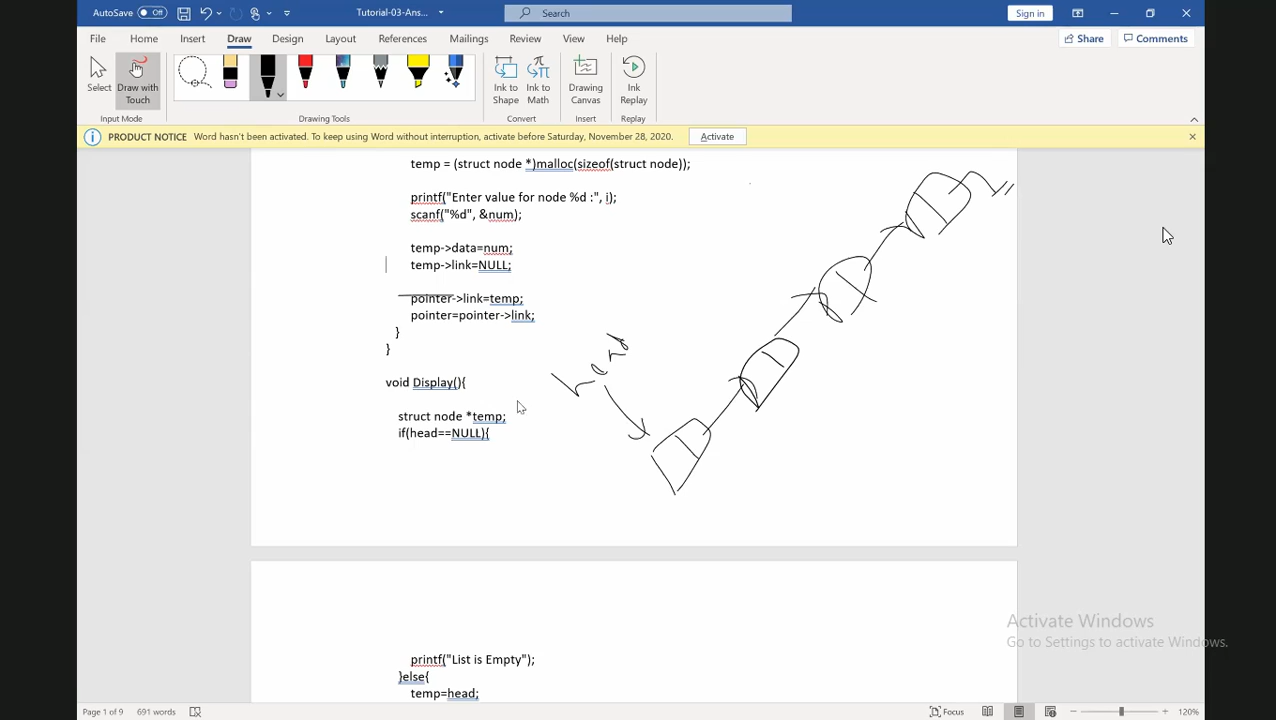 AutoSave Off Tutorial-03-Ans... Search Sign in
File Home Insert Draw Design Layout References Mailings Review View Help Share Comments
Select Draw with Touch Ink to Shape Ink to Math Drawing Canvas Ink Replay
Input Mode Drawing Tools Convert Insert Replay
PRODUCT NOTICE Word hasn't been activated. To keep using Word without interruption, activate before Saturday, November 28, 2020. Activate
temp = (struct node *)malloc(sizeof(struct node));
printf("Enter value for node %d :", i);
scanf("%d", &num);
temp->data=num;
temp->link=NULL;
pointer->link=temp;
pointer=pointer->link;
}
}
void Display(){
struct node *temp;
if(head==NULL){
printf("List is Empty");
}else{
temp=head;
Activate Windows
Go to Settings to activate Windows.
Page 1 of 9 691 words Focus 120%